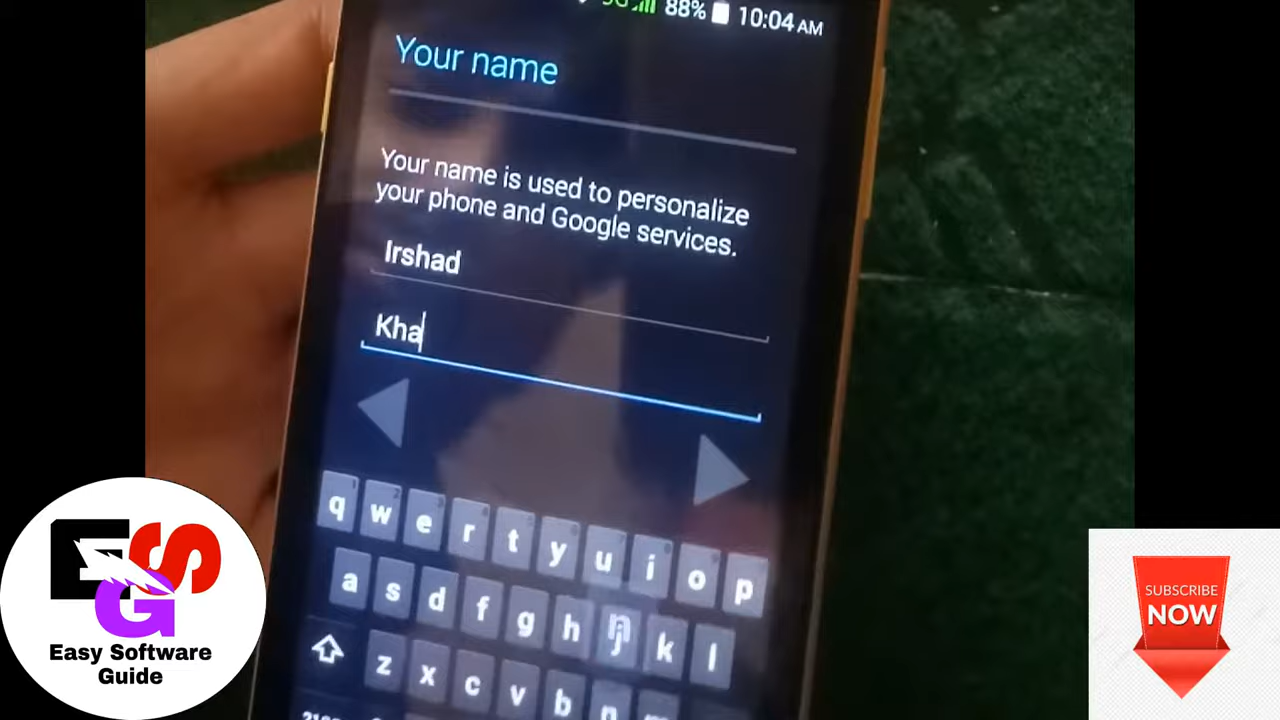 88% 10:04 AM
Your name
Your name is used to personalize
your phone and Google services.
Irshad
Kha
q w e r t y u i o p
a s d f g h j k l
z x c v b n
ESG
Easy Software
Guide
SUBSCRIBE
NOW